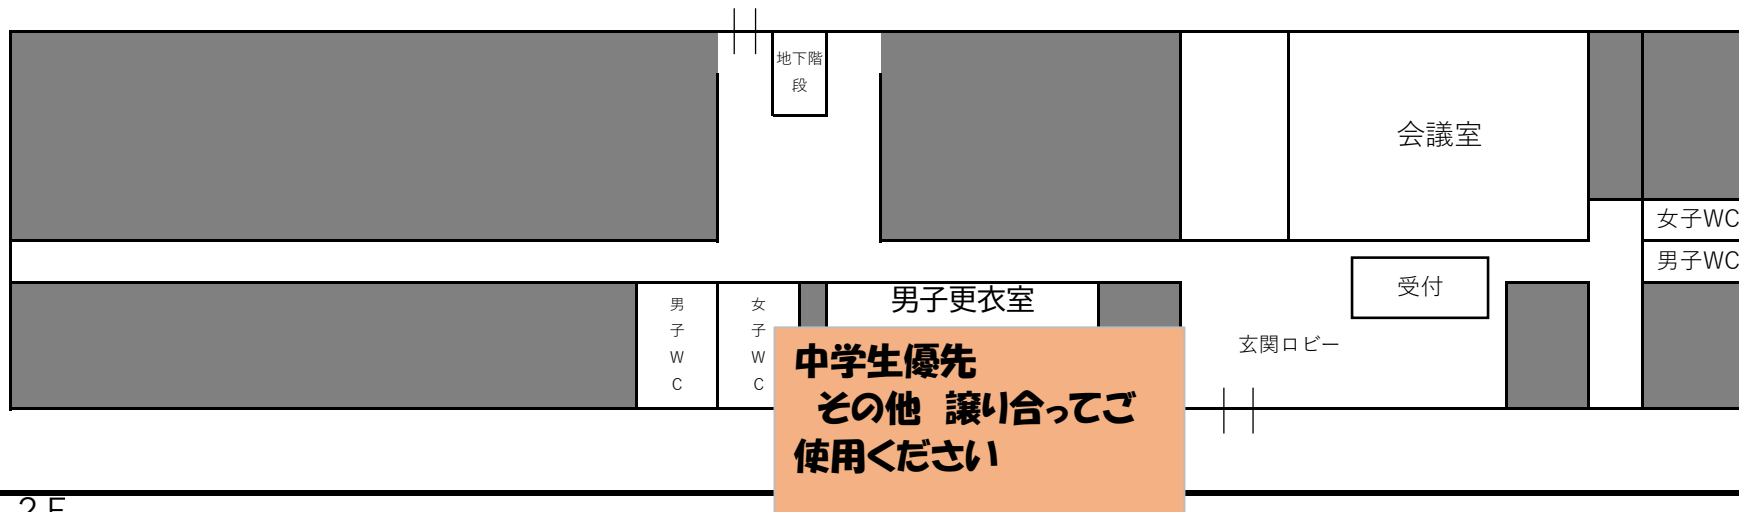 地下階
段
会議室
女子WC
男子WC
受付
男子更衣室
男
子
W
C
女
子
W
C
玄関ロビー
中学生優先
その他 譲り合ってご
使用ください
2F